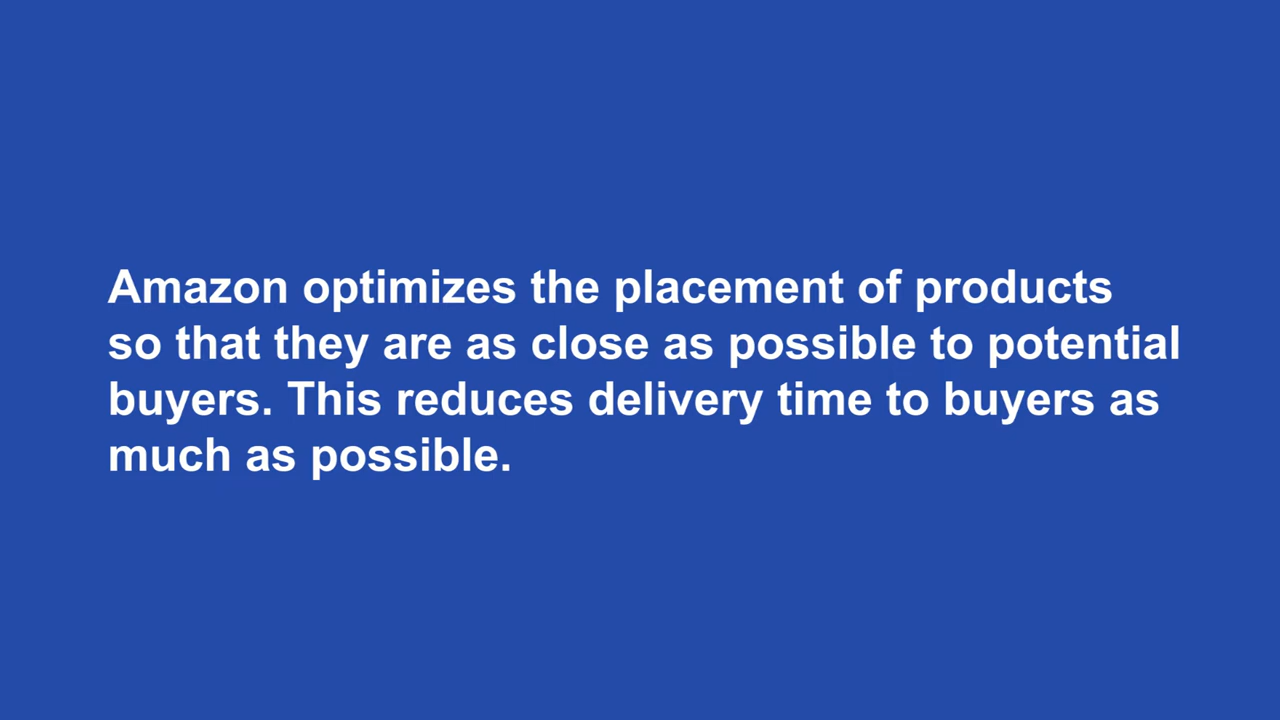 Amazon optimizes the placement of products
so that they are as close as possible to potential
buyers. This reduces delivery time to buyers as
much as possible.